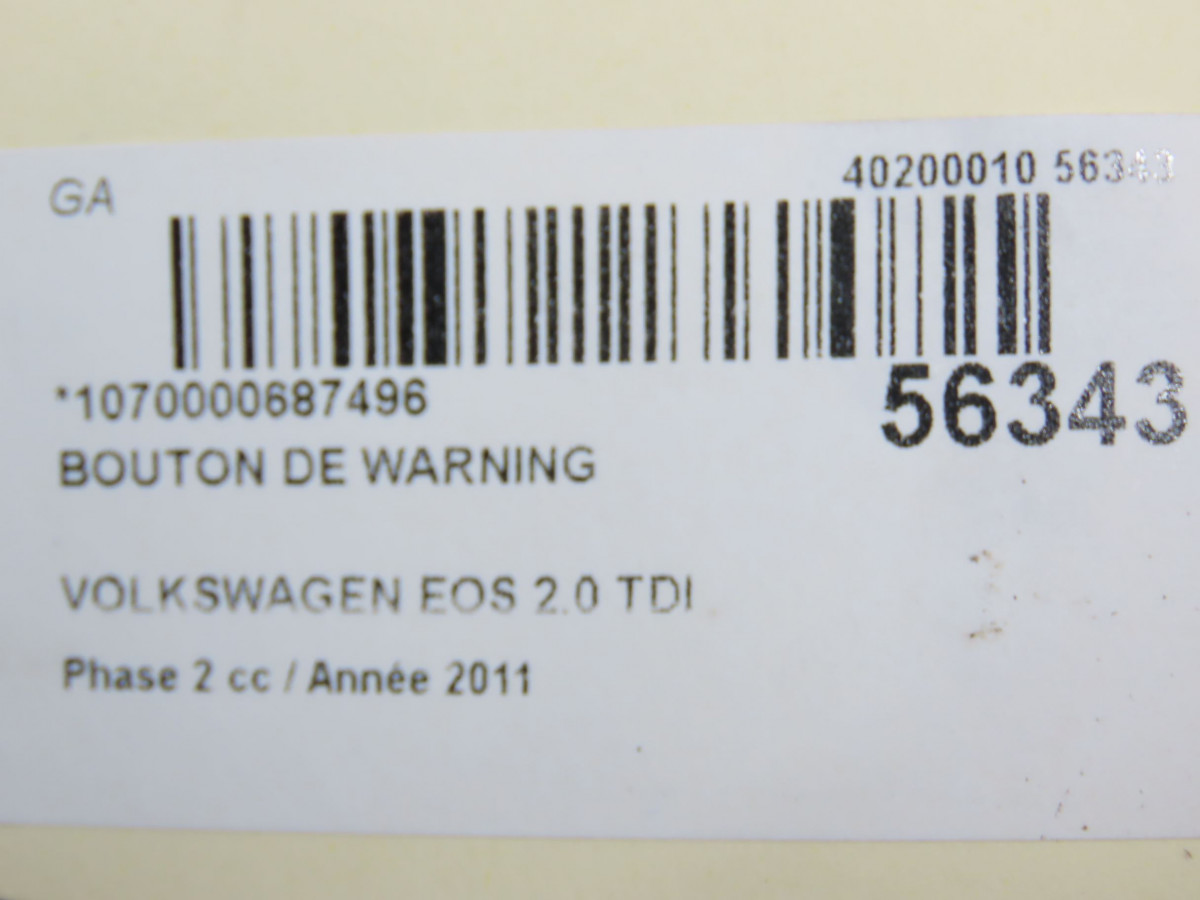 GA
40200010 56343
*1070000687496
56343
BOUTON DE WARNING
VOLKSWAGEN EOS 2.0 TDI
Phase 2 cc / Année 2011